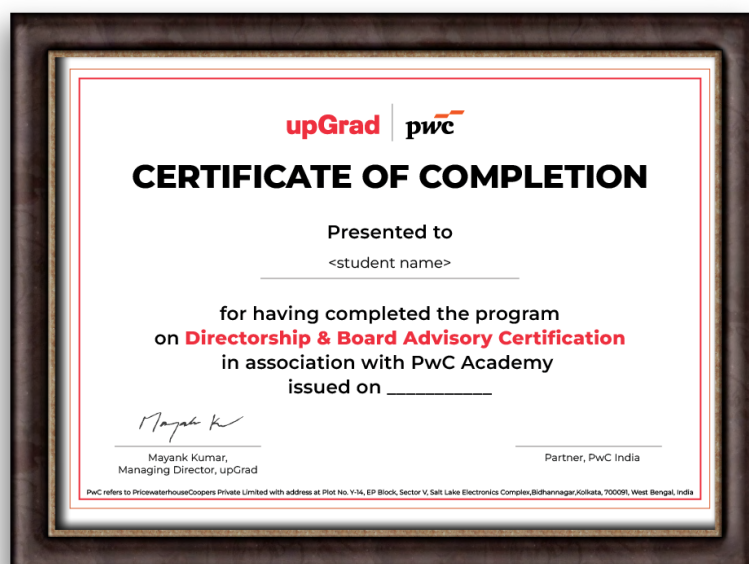 upGrad pwc
CERTIFICATE OF COMPLETION
Presented to
<student name>
for having completed the program
on Directorship & Board Advisory Certification
in association with PwC Academy
issued on ___________
Mayank Kumar,
Managing Director, upGrad
Partner, PwC India
PwC refers to PricewaterhouseCoopers Private Limited with address at Plot No. Y-14, EP Block, Sector V, Salt Lake Electronics Complex,Bidhannagar,Kolkata, 700091, West Bengal, India